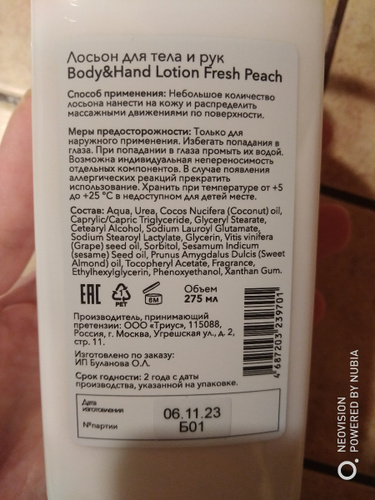 Лосьон для тела и рук
Body&Hand Lotion Fresh Peach
Способ применения: Небольшое количество
лосьона нанести на кожу и распределить
массажными движениями по поверхности.
Меры предосторожности: Только для
наружного применения. Избегать попадания в
глаза. При попадании в глаза промыть их водой.
Возможна индивидуальная непереносимость
отдельных компонентов. В случае появления
аллергических реакций прекратить
использование. Хранить при температуре от +5
до +25 °С в недоступном для детей месте.
Состав: Aqua, Urea, Cocos Nucifera (Coconut) oil,
Caprylic/Capric Triglyceride, Glyceryl Stearate,
Cetearyl Alcohol, Sodium Lauroyl Glutamate,
Sodium Stearoyl Lactylate, Glycerin, Vitis vinifera
(Grape) seed oil, Sorbitol, Sesamum Indicum
(sesame) Seed oil, Prunus Amygdalus Dulcis (Sweet
Almond) oil, Tocopheryl Acetate, Fragrance,
Ethylhexylglycerin, Phenoxyethanol, Xanthan Gum.
EAC
PET
6M
Объем
275 мл
Производитель, принимающий
претензии: ООО «Триус», 115088,
Россия, г. Москва, Угрешская ул., д. 2,
стр. 11.
Изготовлено по заказу:
ИП Буланова О.Л.
Срок годности: 2 года с даты
производства, указанной на упаковке.
4 687203 239701
Дата
изготовления
06.11.23
№партии
Б01
NEOVISION
POWERED BY NUBIA